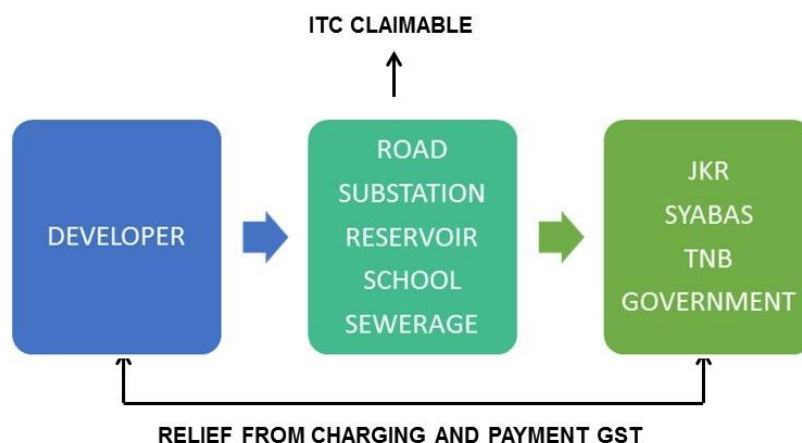 ITC CLAIMABLE
DEVELOPER
ROAD
SUBSTATION
RESERVOIR
SCHOOL
SEWERAGE
JKR
SYABAS
TNB
GOVERNMENT
RELIEF FROM CHARGING AND PAYMENT GST